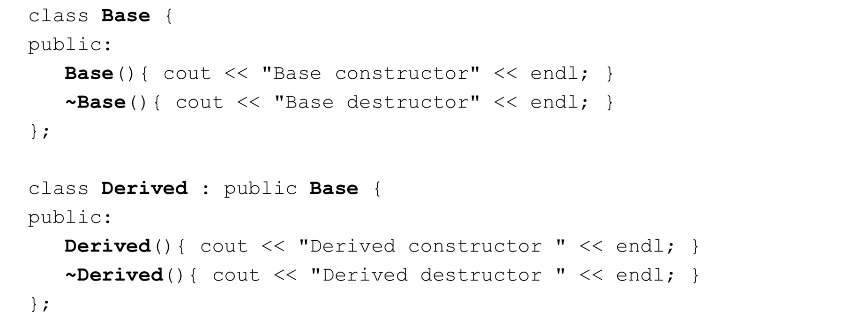 class Base {
public:
   Base(){ cout << "Base constructor" << endl; }
   ~Base(){ cout << "Base destructor" << endl; }
};

class Derived : public Base {
public:
   Derived(){ cout << "Derived constructor " << endl; }
   ~Derived(){ cout << "Derived destructor " << endl; }
};